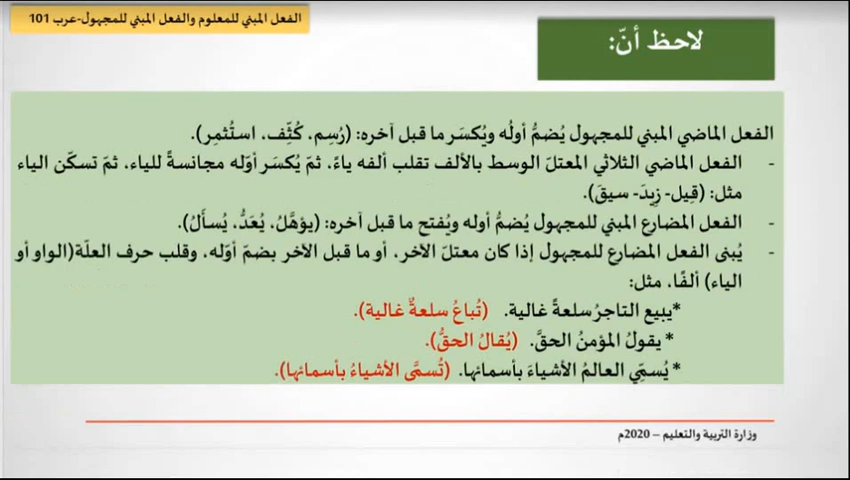 الفعل المبني للمعلوم والفعل المبني للمجهول-عرب 101
لاحظ أنّ:
الفعل الماضي المبني للمجهول يُضمُّ أولُه ويُكسَر ما قبل آخره: (رُسِم، كُثِّف، استُثمِر).
- الفعل الماضي الثلاثي المعتلّ الوسط بالألف تقلب ألفه ياءً، ثمّ يُكسَر أوّله مجانسةً للياء، ثمّ تسكّن الياء
مثل: (قِيل- زِيدَ- سيقَ).
- الفعل المضارع المبني للمجهول يُضمُّ أوله ويُفتح ما قبل آخره: (يؤهَّلُ، يُعَدُّ، يُسأَلُ).
- يُبنى الفعل المضارع للمجهول إذا كان معتلّ الآخر، أو ما قبل الآخر بضمّ أوّله، وقلب حرف العلّة(الواو أو
الياء) ألفًا، مثل:
*يبيع التاجرُ سلعةً غالية. (تُباعُ سلعةٌ غالية).
* يقولُ المؤمنُ الحقَّ. (يُقالُ الحقُّ).
* يُسمِّي العالمُ الأشياءَ بأسمائها. (تُسمَّى الأشياءُ بأسمائها).
وزارة التربية والتعليم – 2020م